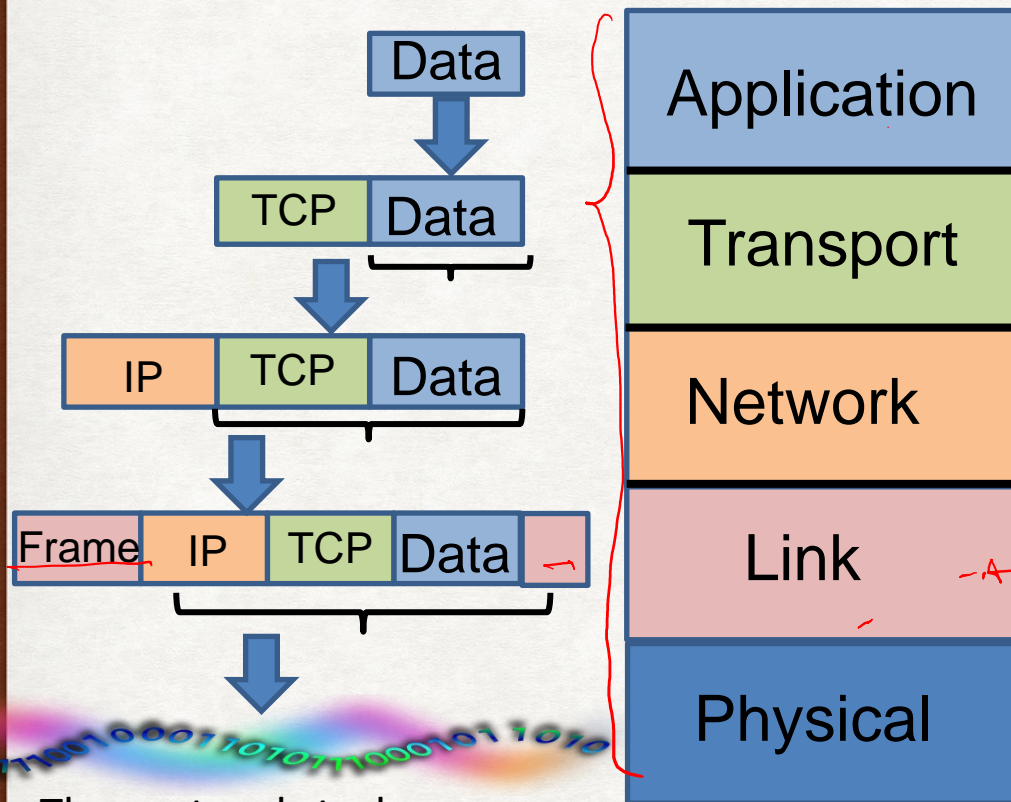 Data
Application
TCP Data
Transport
IP TCP Data
Network
Frame IP TCP Data
Link
Physical